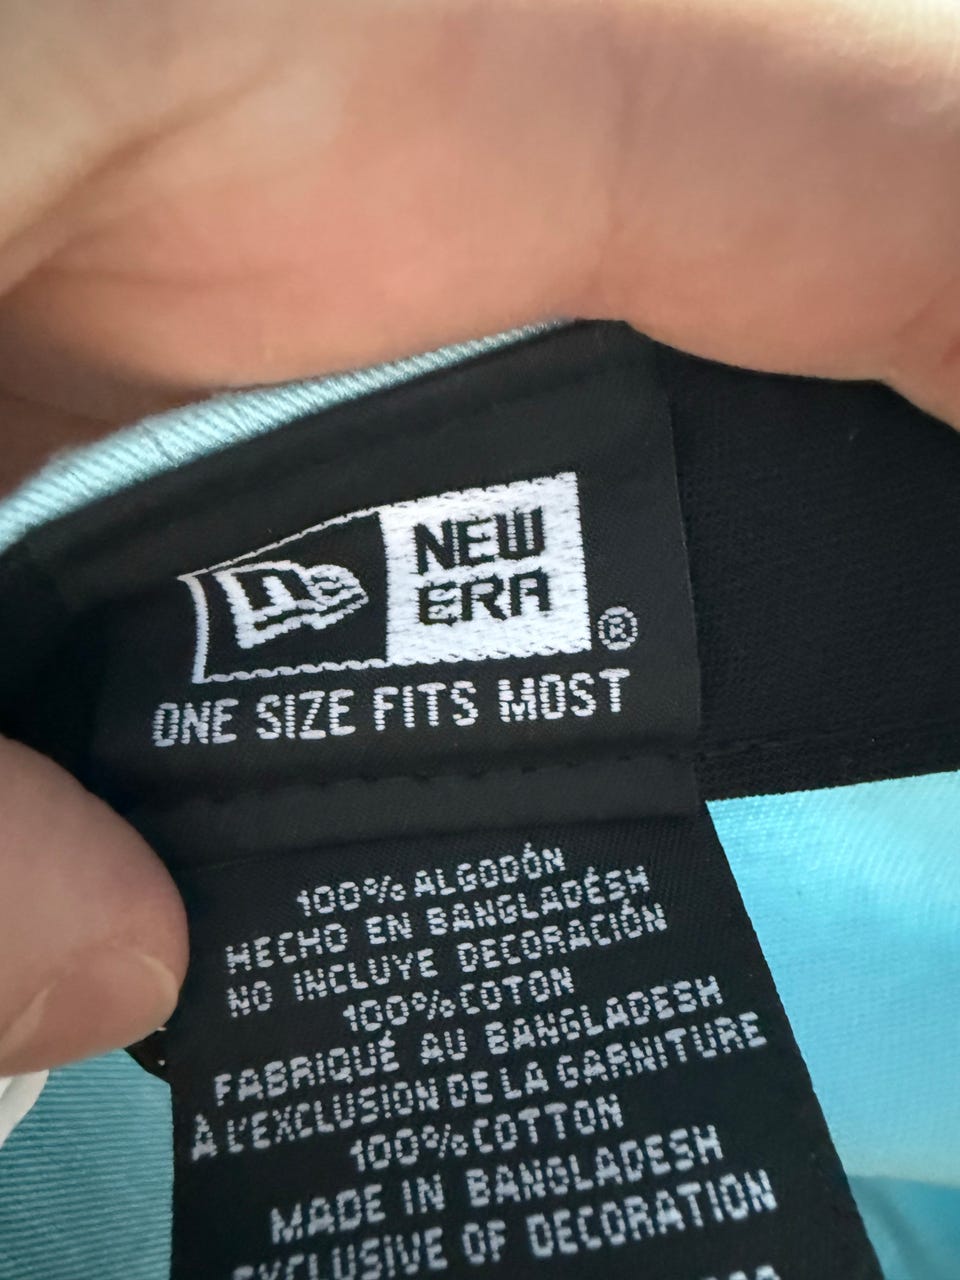 NEW
ERA
®
ONE SIZE FITS MOST
100% ALGODÓN
HECHO EN BANGLADÉSH
NO INCLUYE DECORACIÓN
100% COTON
FABRIQUÉ AU BANGLADESH
À L'EXCLUSION DE LA GARNITURE
100% COTTON
MADE IN BANGLADESH
EXCLUSIVE OF DECORATION